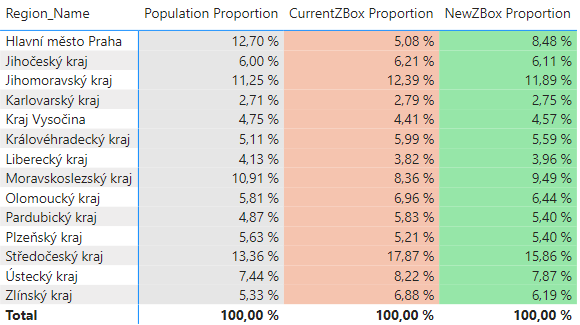 Region_Name Population Proportion CurrentZBox Proportion NewZBox Proportion
Hlavní město Praha 12,70 % 5,08 % 8,48 %
Jihočeský kraj 6,00 % 6,21 % 6,11 %
Jihomoravský kraj 11,25 % 12,39 % 11,89 %
Karlovarský kraj 2,71 % 2,79 % 2,75 %
Kraj Vysočina 4,75 % 4,41 % 4,57 %
Královéhradecký kraj 5,11 % 5,99 % 5,59 %
Liberecký kraj 4,13 % 3,82 % 3,96 %
Moravskoslezský kraj 10,91 % 8,36 % 9,49 %
Olomoucký kraj 5,81 % 6,96 % 6,44 %
Pardubický kraj 4,87 % 5,83 % 5,40 %
Plzeňský kraj 5,63 % 5,21 % 5,40 %
Středočeský kraj 13,36 % 17,87 % 15,86 %
Ústecký kraj 7,44 % 8,22 % 7,87 %
Zlínský kraj 5,33 % 6,88 % 6,19 %
Total 100,00 % 100,00 % 100,00 %